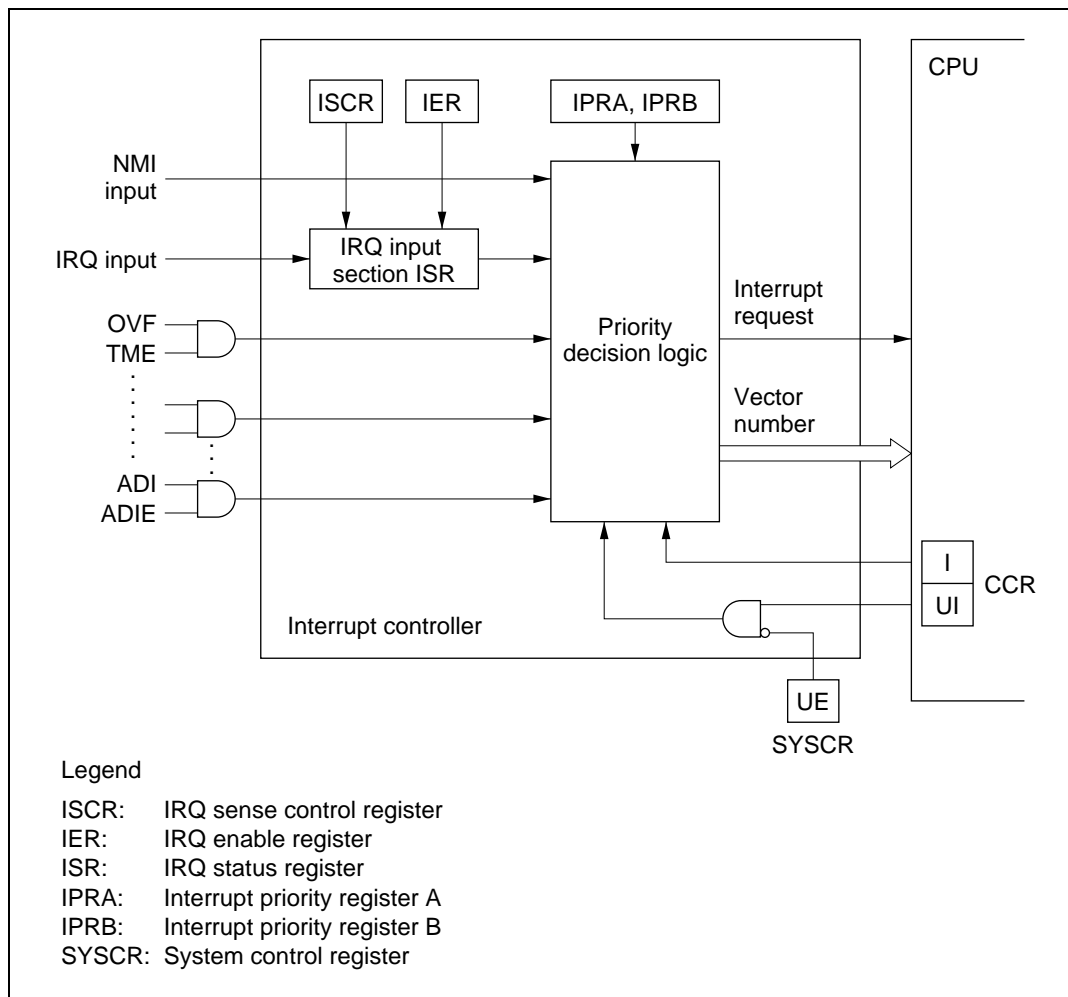 CPU
ISCR
IER
IPRA, IPRB
NMI
input
IRQ input
IRQ input
section ISR
OVF
TME
Priority
decision logic
Interrupt
request
Vector
number
ADI
ADIE
I
UI
CCR
Interrupt controller
UE
SYSCR
Legend
ISCR: IRQ sense control register
IER: IRQ enable register
ISR: IRQ status register
IPRA: Interrupt priority register A
IPRB: Interrupt priority register B
SYSCR: System control register